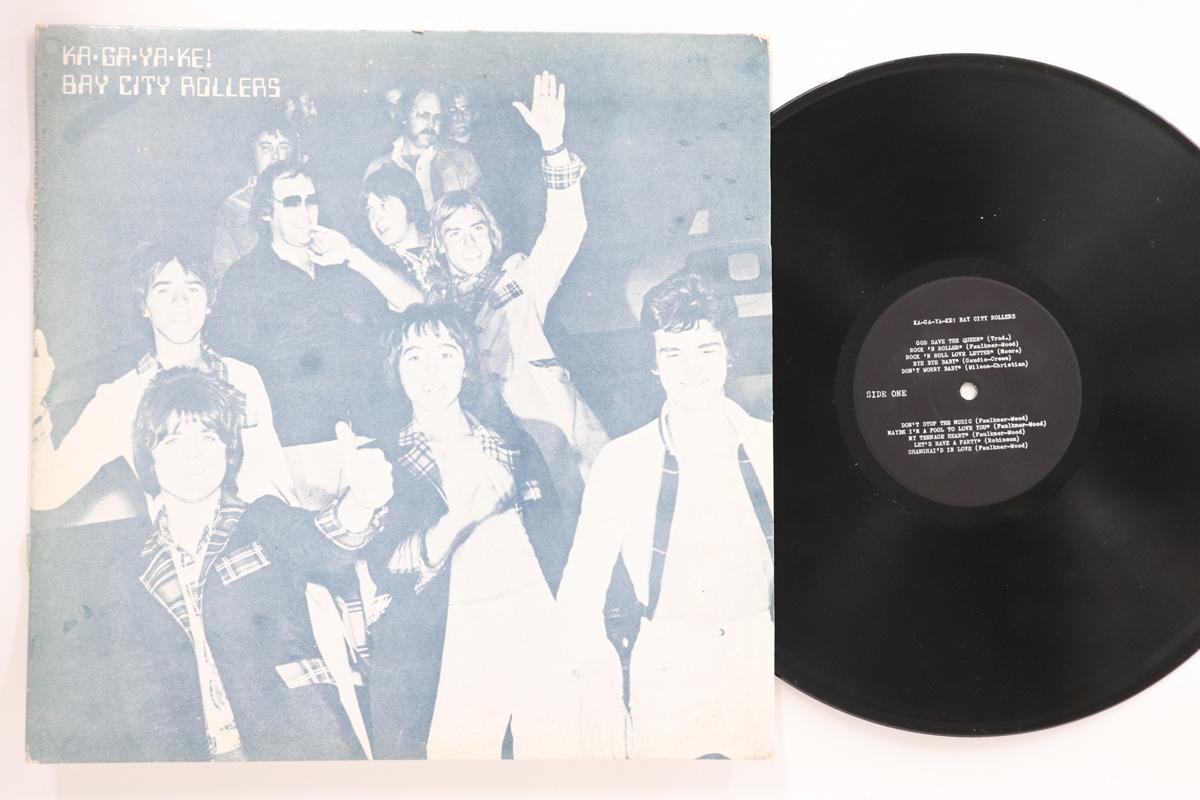 KA·GA·YA·KE!
BAY CITY ROLLERS
KA-GA-YA-KE! BAY CITY ROLLERS
GOD SAVE THE QUEEN* (Trad.)
ROCK 'N ROLLER* (Faulkner-Wood)
ROCK 'N ROLL LOVE LETTER* (Moore)
BYE BYE BABY* (Gaudio-Crewe)
DON'T WORRY BABY* (Wilson-Christian)
SIDE ONE
DON'T STOP THE MUSIC (Faulkner-Wood)
MAYBE I'M A FOOL TO LOVE YOU* (Faulkner-Wood)
MY TEENAGE HEART* (Faulkner-Wood)
LET'S HAVE A PARTY* (Robinson)
SHANGHAI'D IN LOVE (Faulkner-Wood)